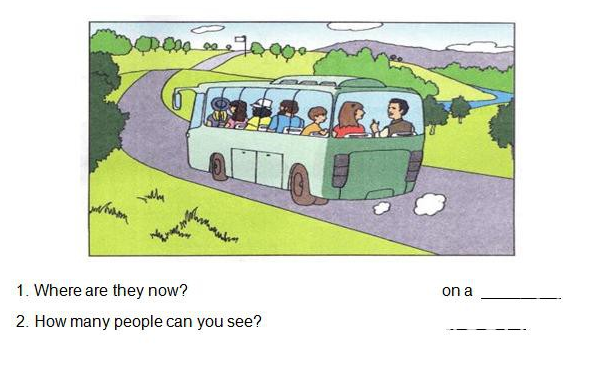 1. Where are they now? on a ________.
2. How many people can you see? _ _ _ _ _.